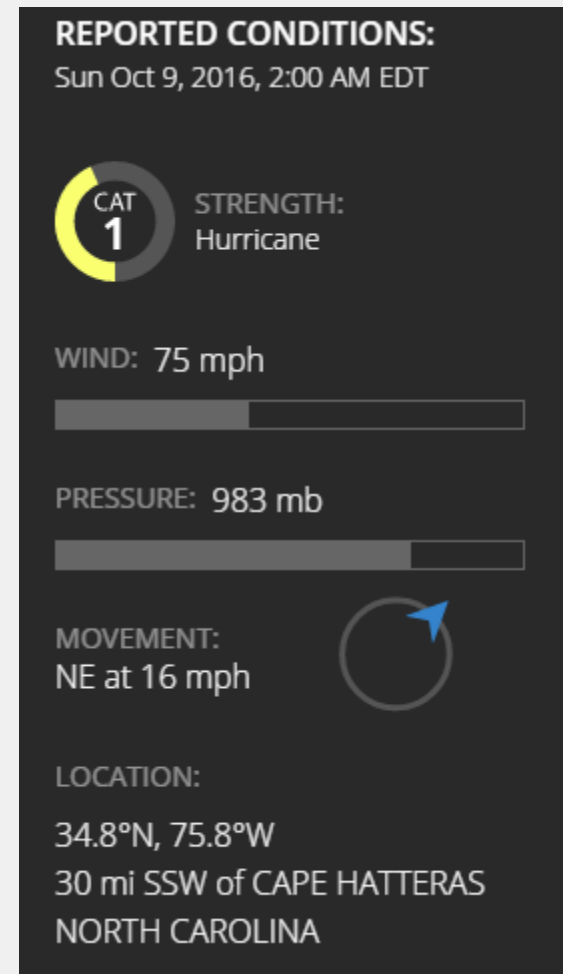 REPORTED CONDITIONS:
Sun Oct 9, 2016, 2:00 AM EDT
CAT
1
STRENGTH:
Hurricane
WIND: 75 mph
PRESSURE: 983 mb
MOVEMENT:
NE at 16 mph
LOCATION:
34.8°N, 75.8°W
30 mi SSW of CAPE HATTERAS
NORTH CAROLINA